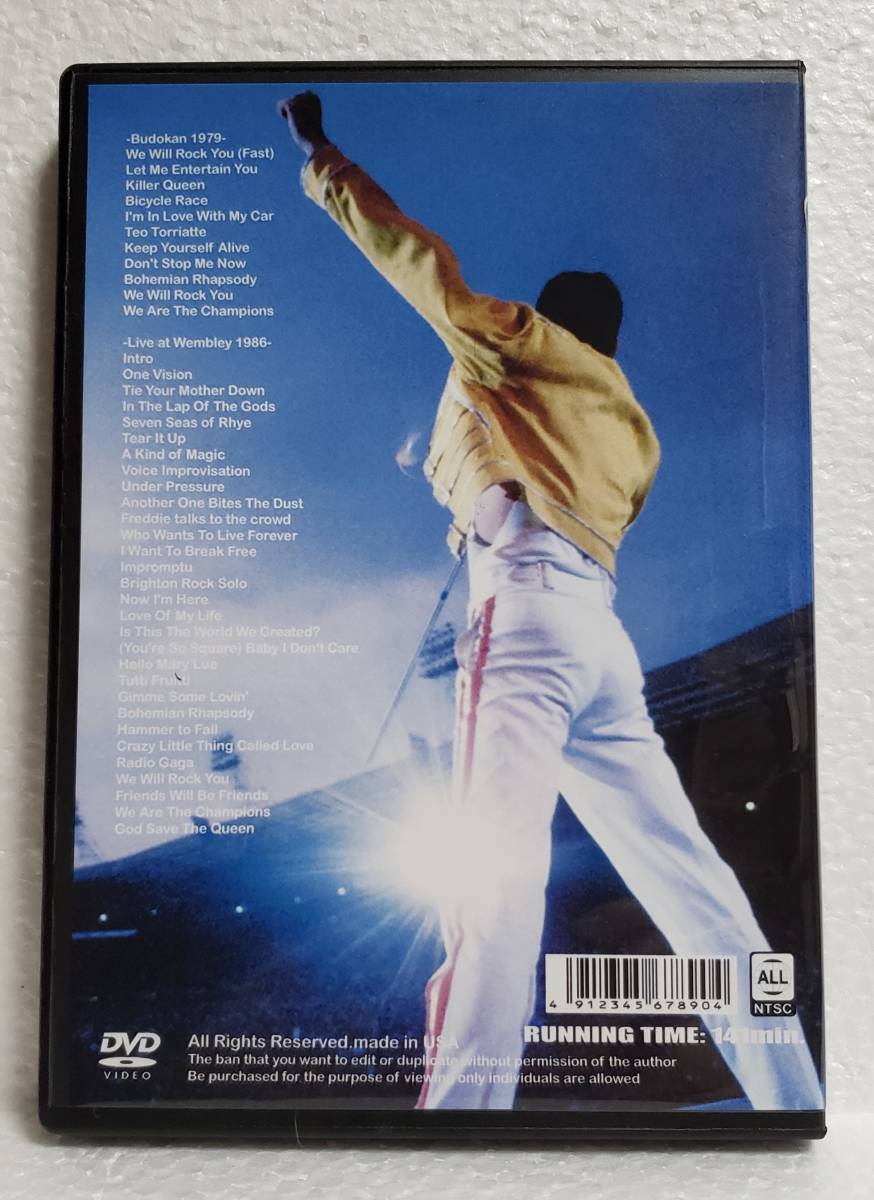 -Budokan 1979-
We Will Rock You (Fast)
Let Me Entertain You
Killer Queen
Bicycle Race
I'm In Love With My Car
Teo Torriatte
Keep Yourself Alive
Don't Stop Me Now
Bohemian Rhapsody
We Will Rock You
We Are The Champions
-Live at Wembley 1986-
Intro
One Vision
Tie Your Mother Down
In The Lap Of The Gods
Seven Seas of Rhye
Tear It Up
A Kind of Magic
Voice Improvisation
Under Pressure
Another One Bites The Dust
Freddie talks to the crowd
Who Wants To Live Forever
I Want To Break Free
Impromptu
Brighton Rock Solo
Now I'm Here
Love Of My Life
Is This The World We Created?
(You're So Square) Baby I Don't Care
Hello Mary Lue
Tutti
Gimme Some Lovin'
Bohemian Rhapsody
Hammer to Fall
Crazy Little Thing Called Love
Radio Gaga
We Will Rock You
Friends Will Be Friends
We Are The Champions
God Save The Queen
4 912345 678904
ALL
NTSC
RUNNING TIME: 141min.
DVD
VIDEO
All Rights Reserved.made in USA
The ban that you want to edit or duplicate without permission of the author
Be purchased for the purpose of viewing only individuals are allowed